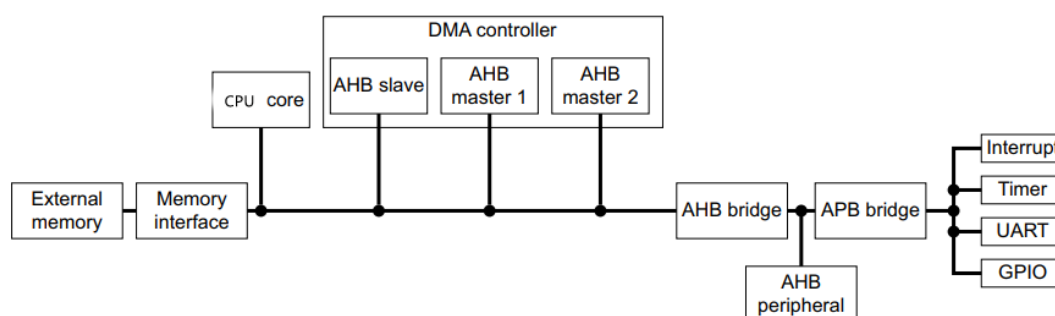 DMA controller
CPU core
AHB slave
AHB
master 1
AHB
master 2
External
memory
Memory
interface
AHB bridge
APB bridge
AHB
peripheral
Interrupt
Timer
UART
GPIO